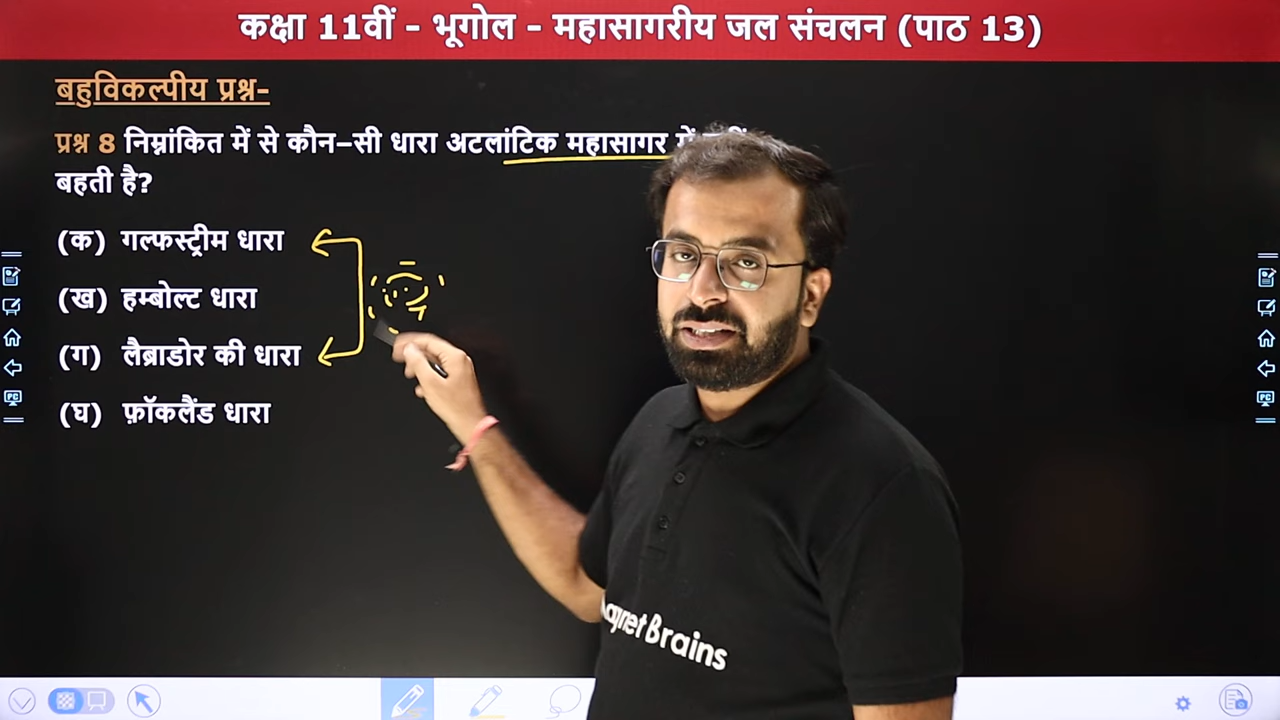 कक्षा 11वीं - भूगोल - महासागरीय जल संचलन (पाठ 13)
बहुविकल्पीय प्रश्न-
प्रश्न 8 निम्नांकित में से कौन–सी धारा अटलांटिक महासागर में
बहती है?
(क) गल्फस्ट्रीम धारा
(ख) हम्बोल्ट धारा
(ग) लैब्राडोर की धारा
(घ) फ़ॉकलैंड धारा
Brains